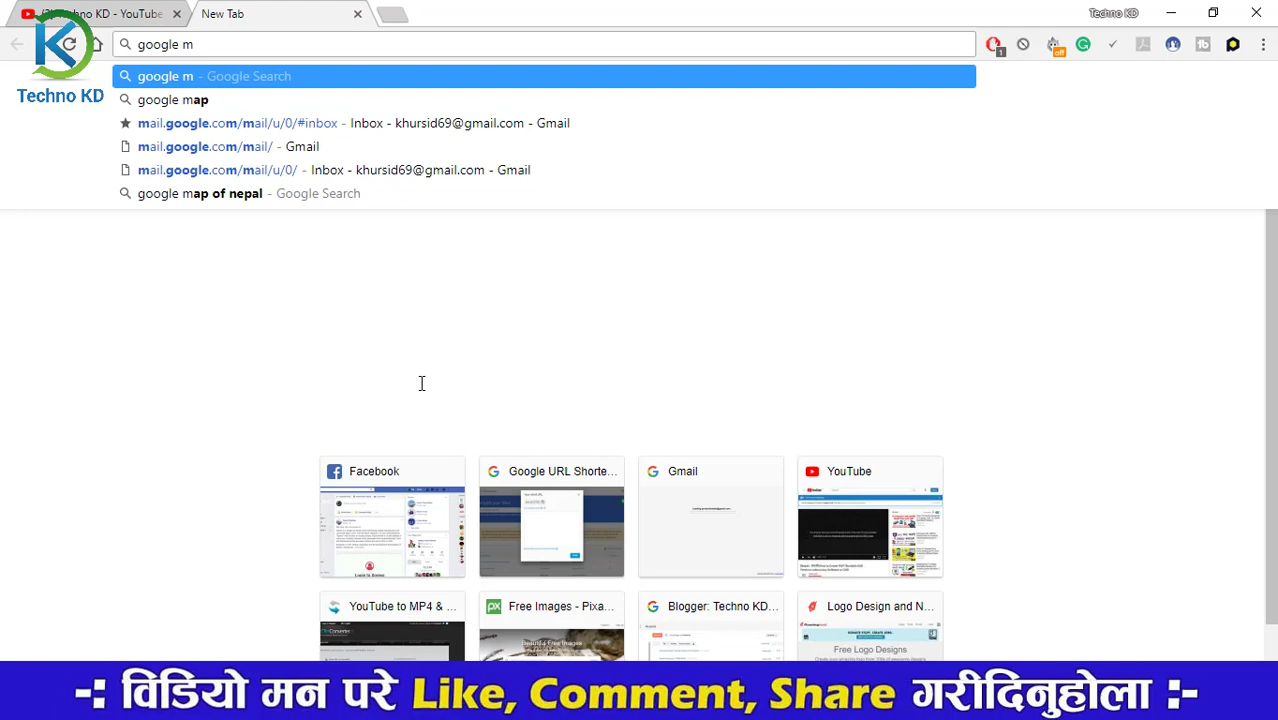 (2) Techno KD - YouTube
New Tab
Techno KD
google m
1
off
Techno KD
google m - Google Search
google map
mail.google.com/mail/u/0/#inbox - Inbox - khursid69@gmail.com - Gmail
mail.google.com/mail/ - Gmail
mail.google.com/mail/u/0/ - Inbox - khursid69@gmail.com - Gmail
google map of nepal - Google Search
Facebook
Google URL Shorte...
Gmail
YouTube
YouTube to MP4 & ...
Free Images - Pixa...
Blogger: Techno KD...
Logo Design and N...
Free Logo Designs
-: विडियो मन परे Like, Comment, Share गरीदिनुहोला :-